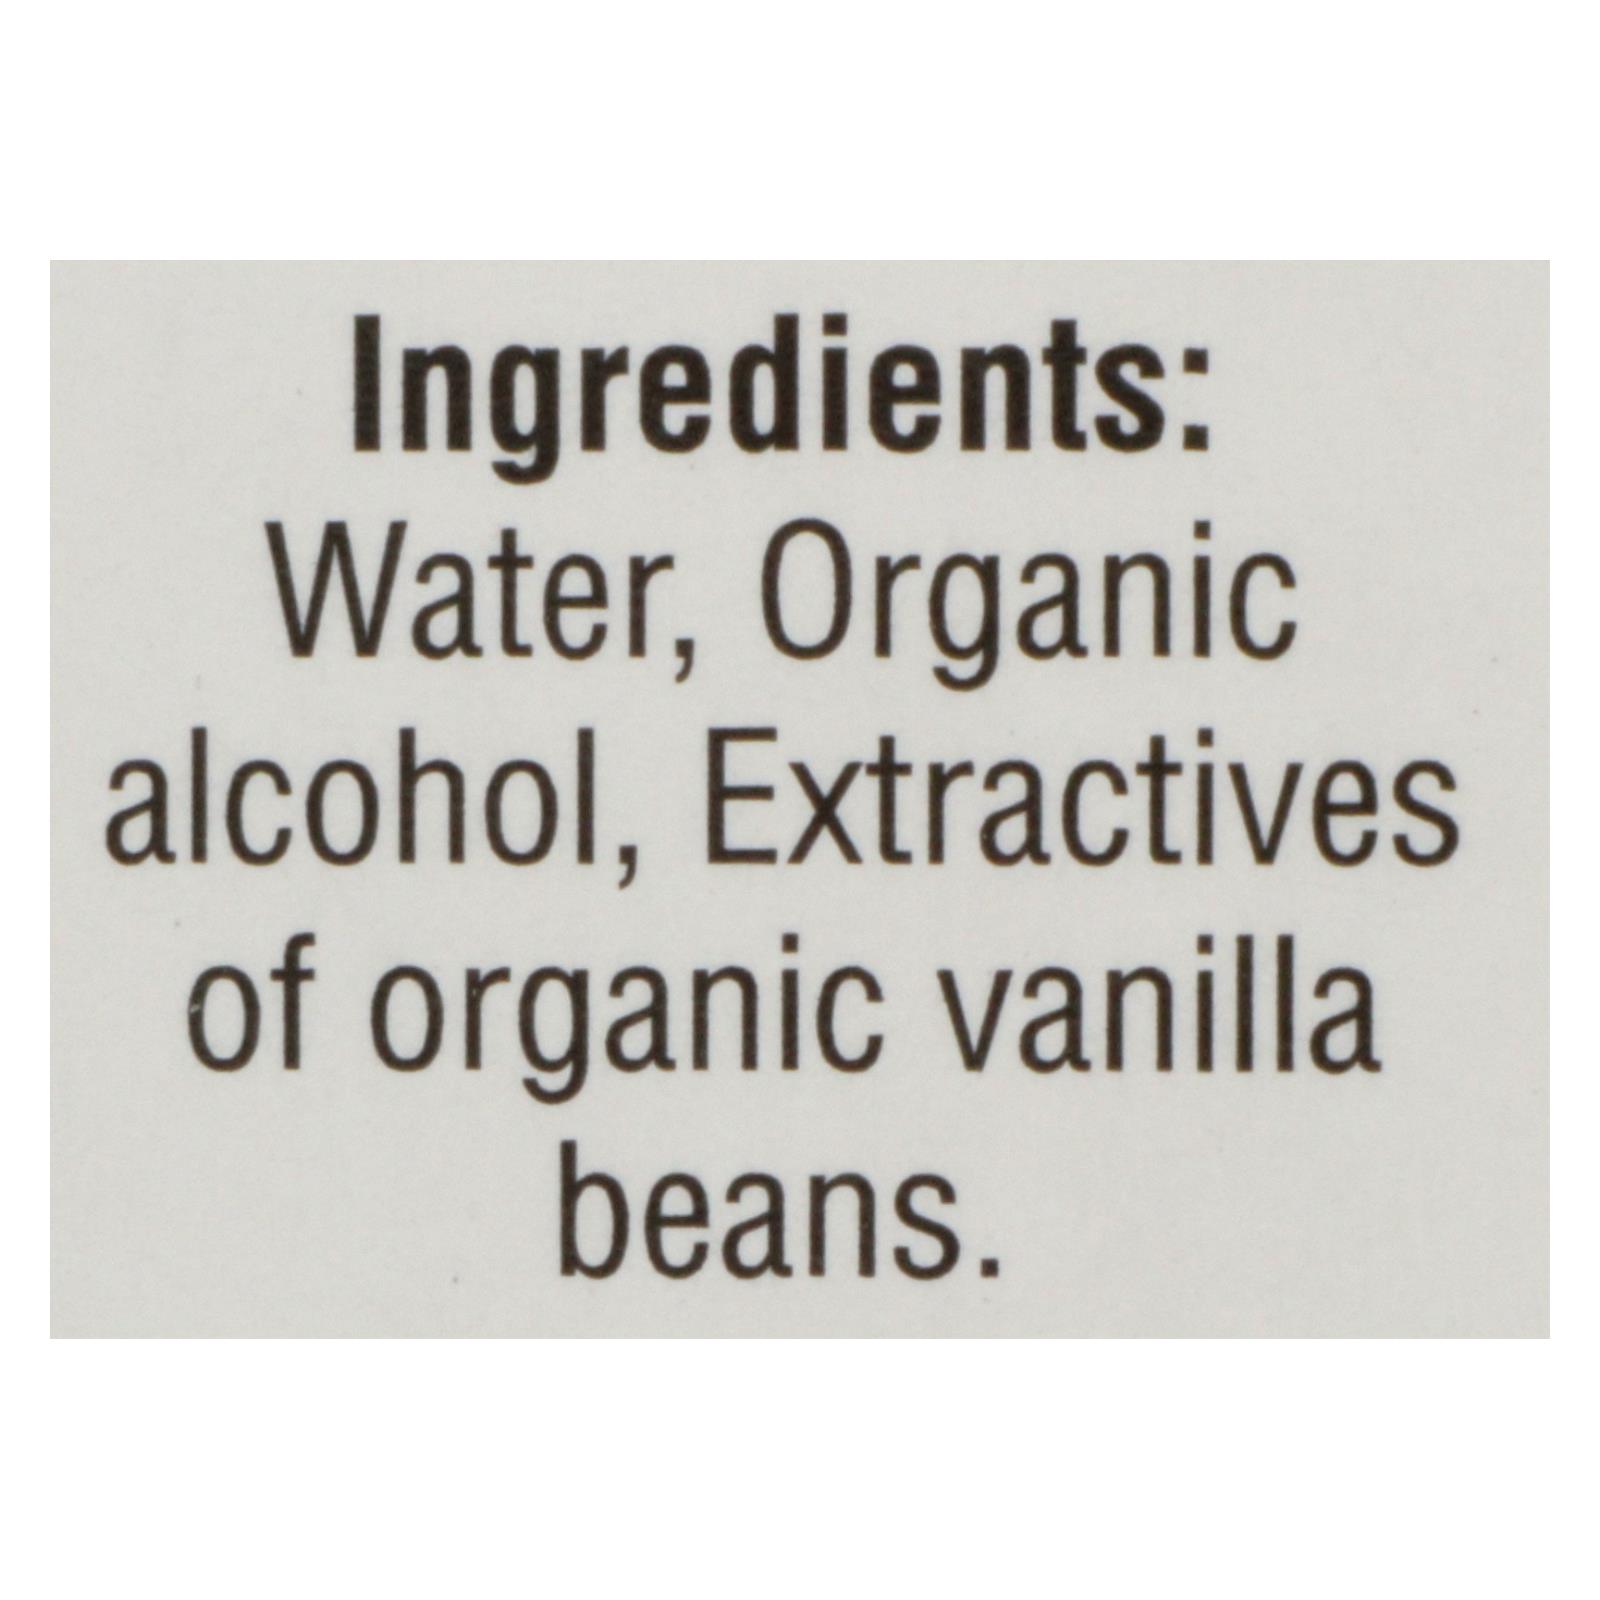 Ingredients:
Water, Organic
alcohol, Extractives
of organic vanilla
beans.